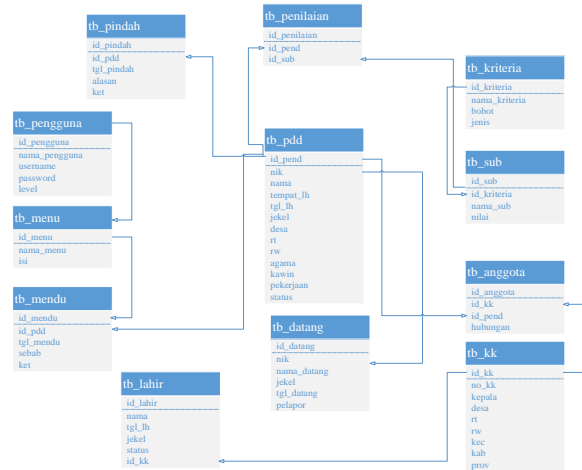 tb_pindah
id_pindah
id_pdd
tgl_pindah
alasan
ket
tb_penilaian
id_penilaian
id_pend
id_sub
tb_kriteria
id_kriteria
nama_kriteria
bobot
jenis
tb_pengguna
id_pengguna
nama_pengguna
username
password
level
tb_pdd
id_pend
nik
nama
tempat_lh
tgl_lh
jekel
desa
rt
rw
agama
kawin
pekerjaan
status
tb_sub
id_sub
id_kriteria
nama_sub
nilai
tb_menu
id_menu
nama_menu
isi
tb_anggota
id_anggota
id_kk
id_pend
hubungan
tb_mendu
id_mendu
id_pdd
tgl_mendu
sebab
ket
tb_datang
id_datang
nik
nama_datang
jekel
tgl_datang
pelapor
tb_kk
id_kk
no_kk
kepala
desa
rt
rw
kec
kab
prov
tb_lahir
id_lahir
nama
tgl_lh
jekel
status
id_kk